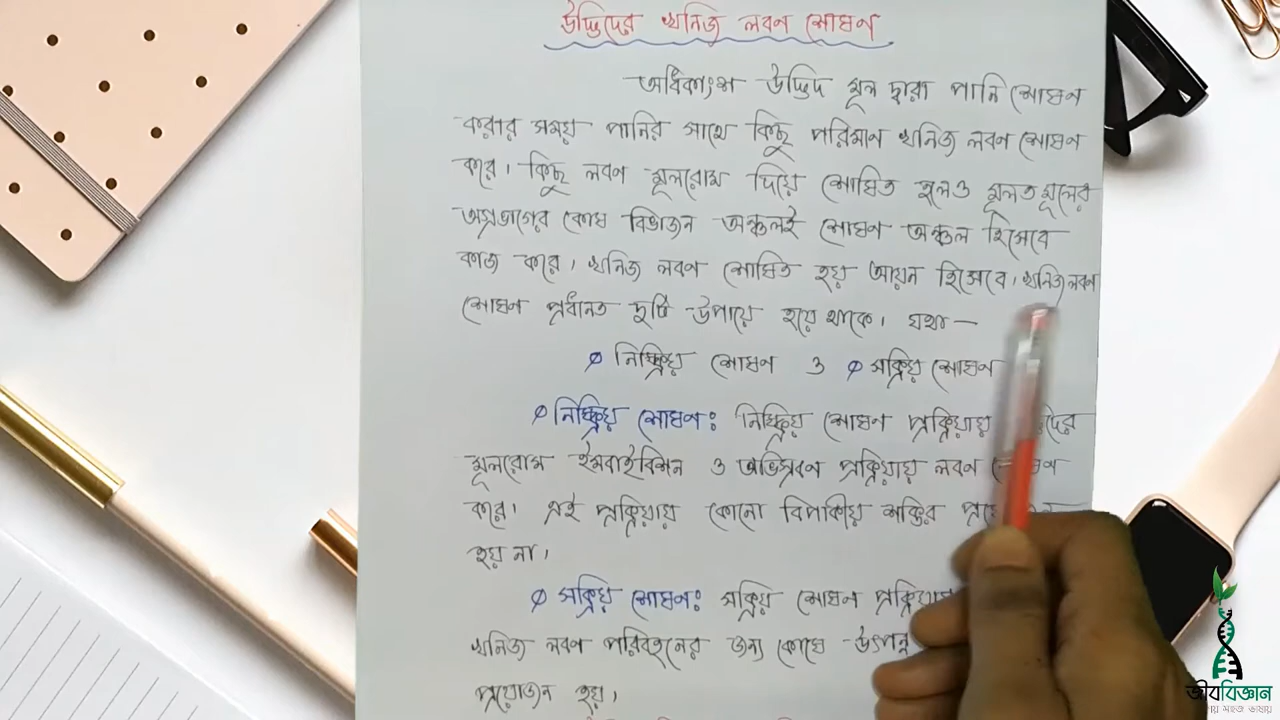 উদ্ভিদের খনিজ লবণ শোষণ
অধিকাংশ উদ্ভিদ মূল দ্বারা পানি শোষণ
করার সময় পানির সাথে কিছু পরিমাণ খনিজ লবণ শোষণ
করে। কিছু লবণ মূলরোম দিয়ে শোষিত হলেও মূলত মূলের
অগ্রভাগের কোষ বিভাজন অঞ্চলই শোষণ অঞ্চল হিসেবে
কাজ করে। খনিজ লবণ শোষিত হয় আয়ন হিসেবে। খনিজ লবণ
শোষণ প্রধানত দুটি উপায়ে হয়ে থাকে। যথা—
নিষ্ক্রিয় শোষণ ও সক্রিয় শোষণ
নিষ্ক্রিয় শোষণঃ নিষ্ক্রিয় শোষণ প্রক্রিয়ায়
মূলরোম ইমবাইবিশন ও অভিস্রবণ প্রক্রিয়ায় লবণ
করে। এই প্রক্রিয়ায় কোনো বিপাকীয় শক্তির
হয় না।
সক্রিয় শোষণঃ সক্রিয় শোষণ
খনিজ লবণ পরিবহনের জন্য কোষে উৎপন্ন
প্রয়োজন হয়।
জীববিজ্ঞান
সহজ ভাষায়